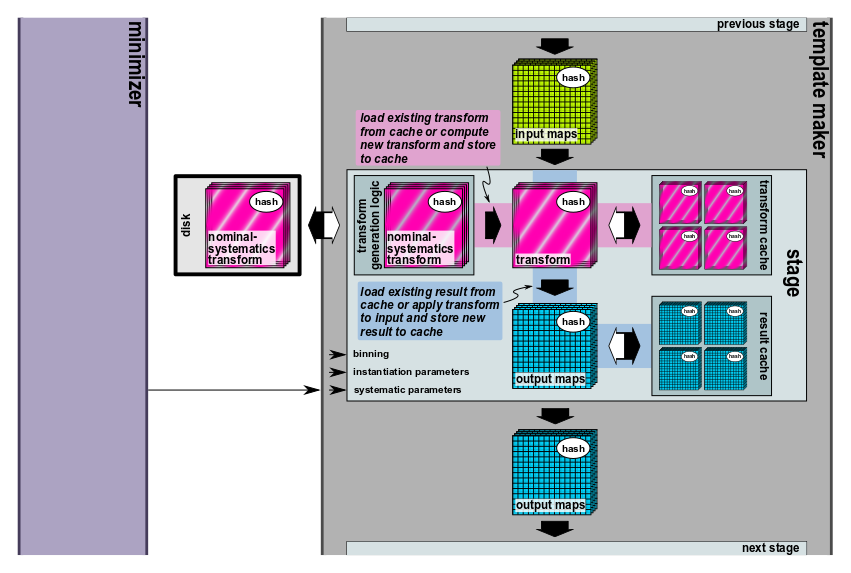 previous stage
minimizer
template maker
hash
input maps
load existing transform
from cache or compute
new transform and store
to cache
disk
hash
nominal-
systematics
transform
transform
generation logic
hash
nominal-
systematics
transform
hash
transform
hash
hash
hash
hash
transform cache
stage
load existing result from
cache or apply transform
to input and store new
result to cache
hash
output maps
hash
hash
hash
hash
result cache
binning
instantiation parameters
systematic parameters
hash
output maps
next stage